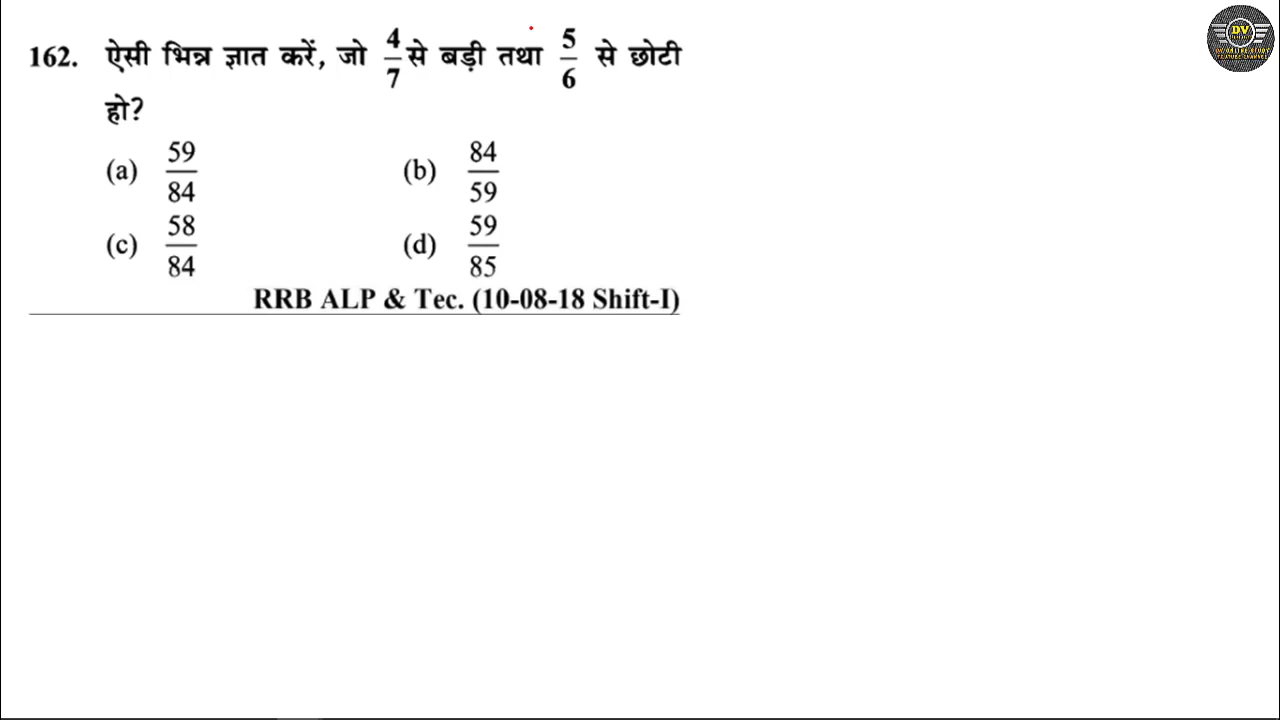 162. ऐसी भिन्न ज्ञात करें, जो 4/7 से बड़ी तथा 5/6 से छोटी
हो?
(a) 59/84 (b) 84/59
(c) 58/84 (d) 59/85
RRB ALP & Tec. (10-08-18 Shift-I)
DV